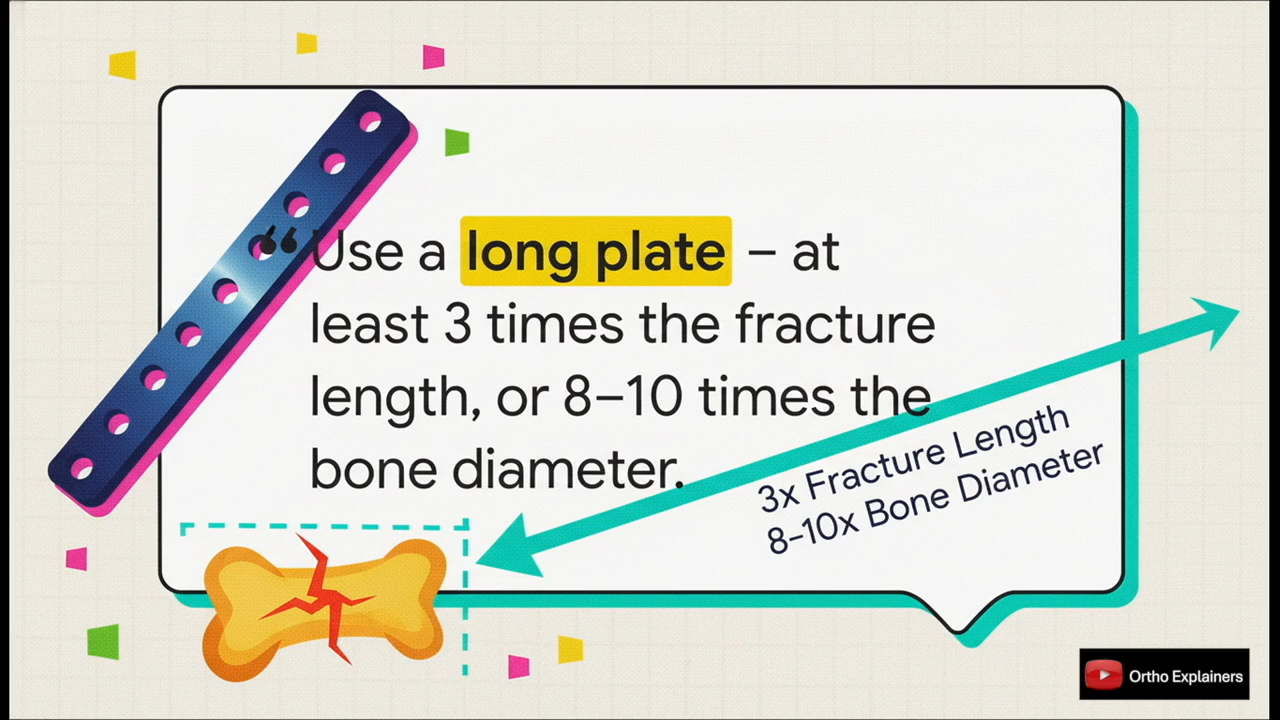 “Use a long plate – at
least 3 times the fracture
length, or 8–10 times the
bone diameter.
3x Fracture Length
8-10x Bone Diameter
Ortho Explainers